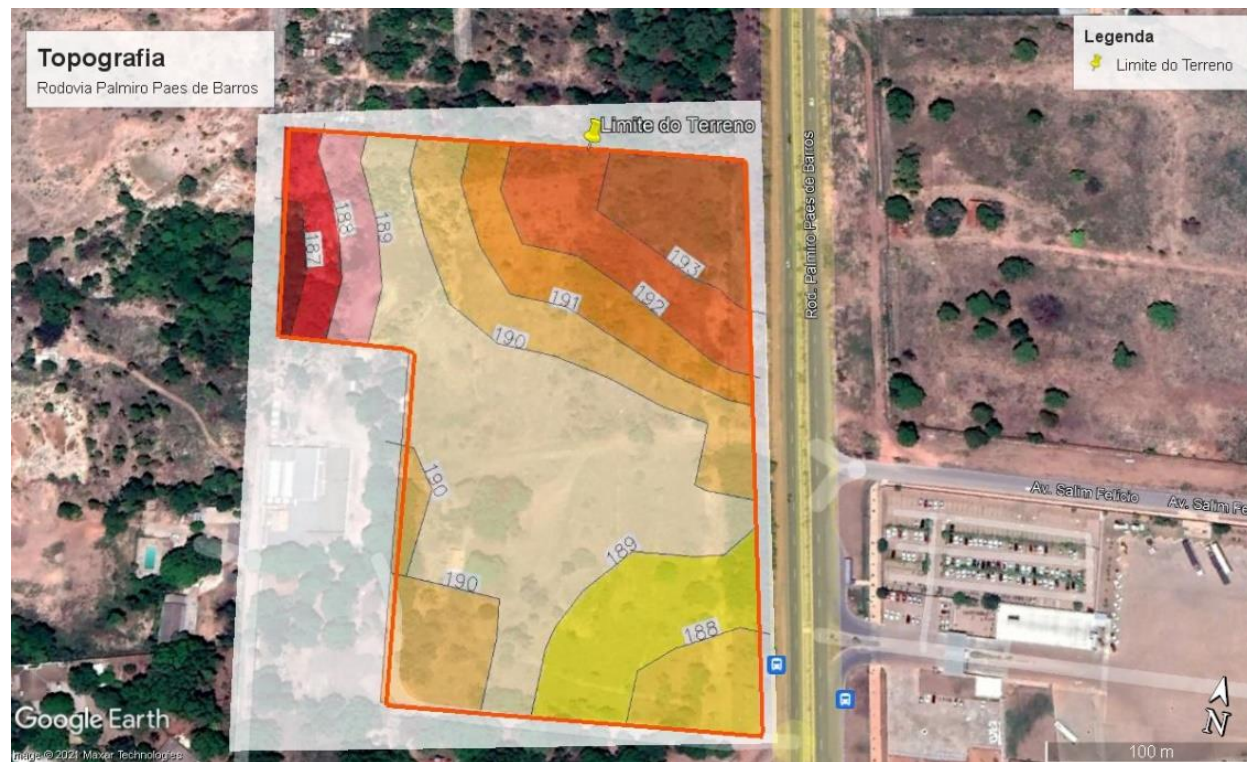 Topografia
Rodovia Palmiro Paes de Barros
Legenda
Limite do Terreno
Limite do Terreno
Rod. Palmiro Paes de Barros
187
188
189
193
192
191
190
190
190
189
188
Av. Salim Felício
Av. Salim Fe
Google Earth
Image © 2021 Maxar Technologies
N
100 m